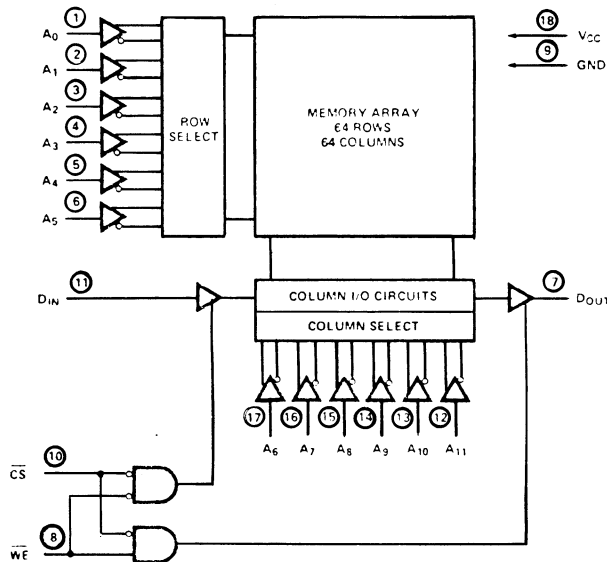 1
A0
2
A1
3
A2
4
A3
5
A4
6
A5
ROW
SELECT
MEMORY ARRAY
64 ROWS
64 COLUMNS
18
VCC
9
GND
11
DIN
COLUMN I/O CIRCUITS
COLUMN SELECT
7
DOUT
17
16
15
14
13
12
A6
A7
A8
A9
A10
A11
10
CS
8
WE